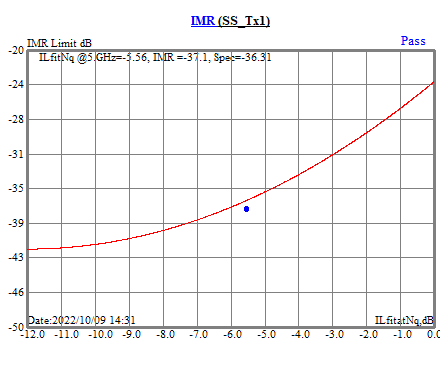 IMR (SS_Tx1)
IMR Limit dB
Pass
ILfitNq @5.GHz=-5.56, IMR =-37.1, Spec=-36.31
-20
-24
-28
-31
-35
-39
-43
-46
-50
Date:2022/10/09 14:31
ILfitatNq,dB
-12.0 -11.0 -10.0 -9.0 -8.0 -7.0 -6.0 -5.0 -4.0 -3.0 -2.0 -1.0 0.0